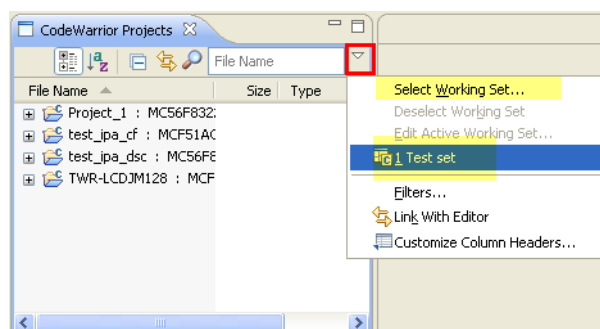 CodeWarrior Projects
File Name
File Name Size Type
Project_1 : MC56F832
test_ipa_cf : MCF51AC
test_ipa_dsc : MC56F8
TWR-LCDJM128 : MCF
Select Working Set...
Deselect Working Set
Edit Active Working Set...
1 Test set
Filters...
Link With Editor
Customize Column Headers...